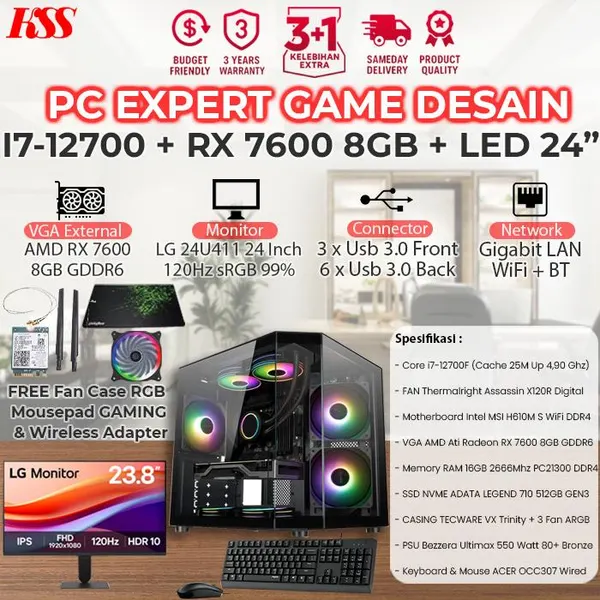 KSS
BUDGET
FRIENDLY
3
3 YEARS
WARRANTY
3+1
KELEBIHAN
EXTRA
SAMEDAY
DELIVERY
PRODUCT
QUALITY
PC EXPERT GAME DESAIN
I7-12700 + RX 7600 8GB + LED 24”
VGA External
AMD RX 7600
8GB GDDR6
Monitor
LG 24U411 24 Inch
120Hz sRGB 99%
Connector
3 x Usb 3.0 Front
6 x Usb 3.0 Back
Network
Gigabit LAN
WiFi + BT
FREE Fan Case RGB
Mousepad GAMING
& Wireless Adapter
LG Monitor
23.8"
IPS
FHD
1920x1080
120Hz
HDR 10
Spesifikasi :
- Core i7-12700F (Cache 25M Up 4,90 Ghz)
- FAN Thermalright Assassin X120R Digital
- Motherboard Intel MSI H610M S WiFi DDR4
- VGA AMD Ati Radeon RX 7600 8GB GDDR6
- Memory RAM 16GB 2666Mhz PC21300 DDR4
- SSD NVME ADATA LEGEND 710 512GB GEN3
- CASING TECWARE VX Trinity + 3 Fan ARGB
- PSU Bezzera Ultimax 550 Watt 80+ Bronze
- Keyboard & Mouse ACER OCC307 Wired